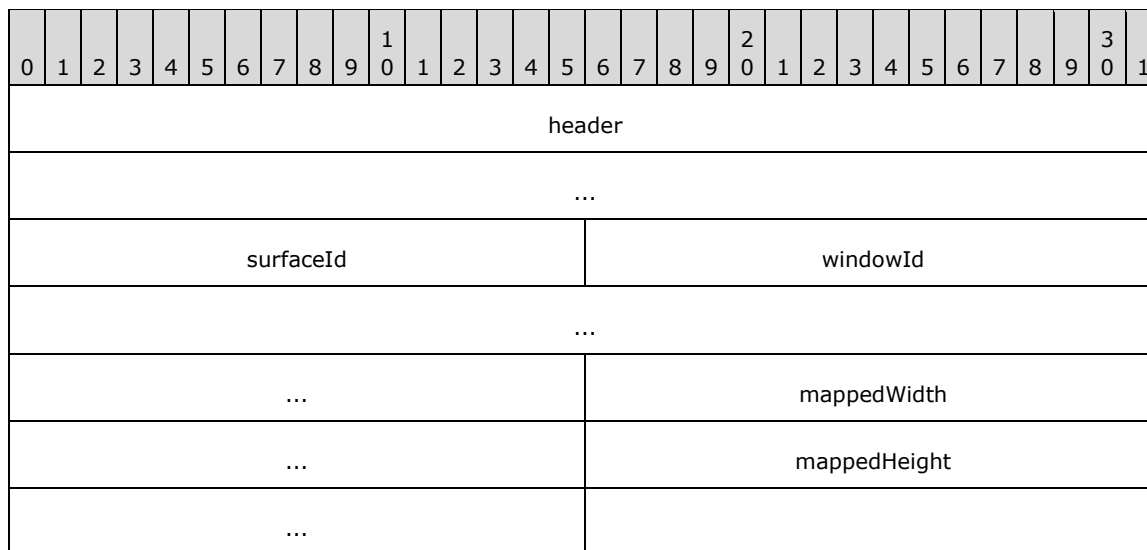 1 2 3
0 1 2 3 4 5 6 7 8 9 0 1 2 3 4 5 6 7 8 9 0 1 2 3 4 5 6 7 8 9 0 1
header
...
surfaceId windowId
...
... mappedWidth
... mappedHeight
...